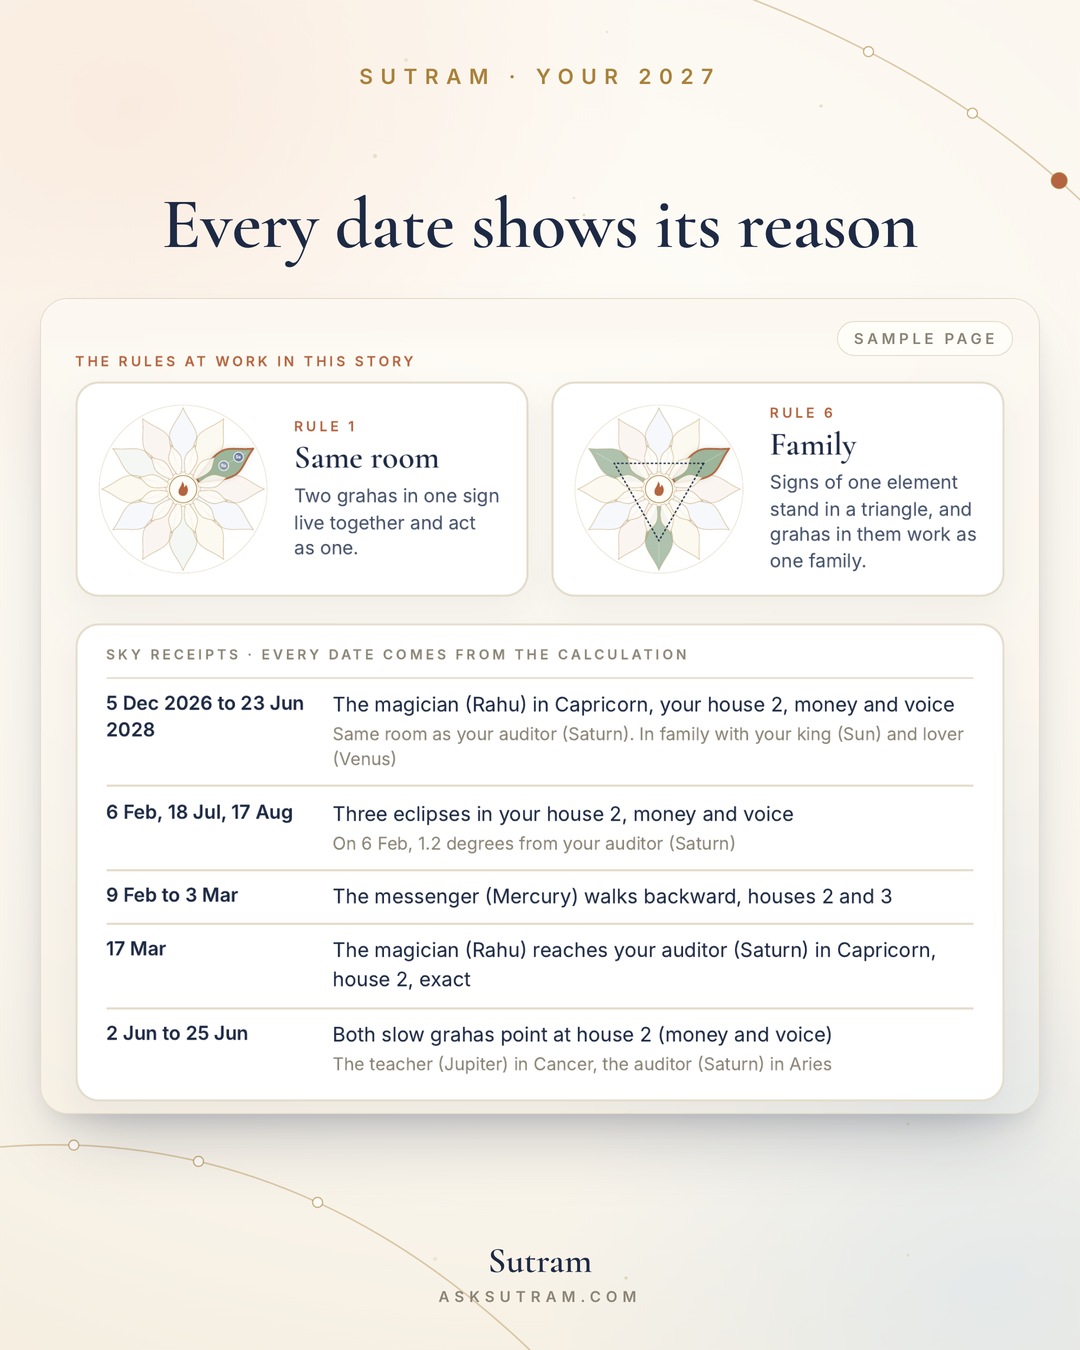 SUTRAM · YOUR 2027
Every date shows its reason
SAMPLE PAGE
THE RULES AT WORK IN THIS STORY
RULE 1
Same room
Two grahas in one sign
live together and act
as one.
RULE 6
Family
Signs of one element
stand in a triangle, and
grahas in them work as
one family.
SKY RECEIPTS · EVERY DATE COMES FROM THE CALCULATION
5 Dec 2026 to 23 Jun
2028
The magician (Rahu) in Capricorn, your house 2, money and voice
Same room as your auditor (Saturn). In family with your king (Sun) and lover
(Venus)
6 Feb, 18 Jul, 17 Aug
Three eclipses in your house 2, money and voice
On 6 Feb, 1.2 degrees from your auditor (Saturn)
9 Feb to 3 Mar
The messenger (Mercury) walks backward, houses 2 and 3
17 Mar
The magician (Rahu) reaches your auditor (Saturn) in Capricorn,
house 2, exact
2 Jun to 25 Jun
Both slow grahas point at house 2 (money and voice)
The teacher (Jupiter) in Cancer, the auditor (Saturn) in Aries
Sutram
ASKSUTRAM.COM